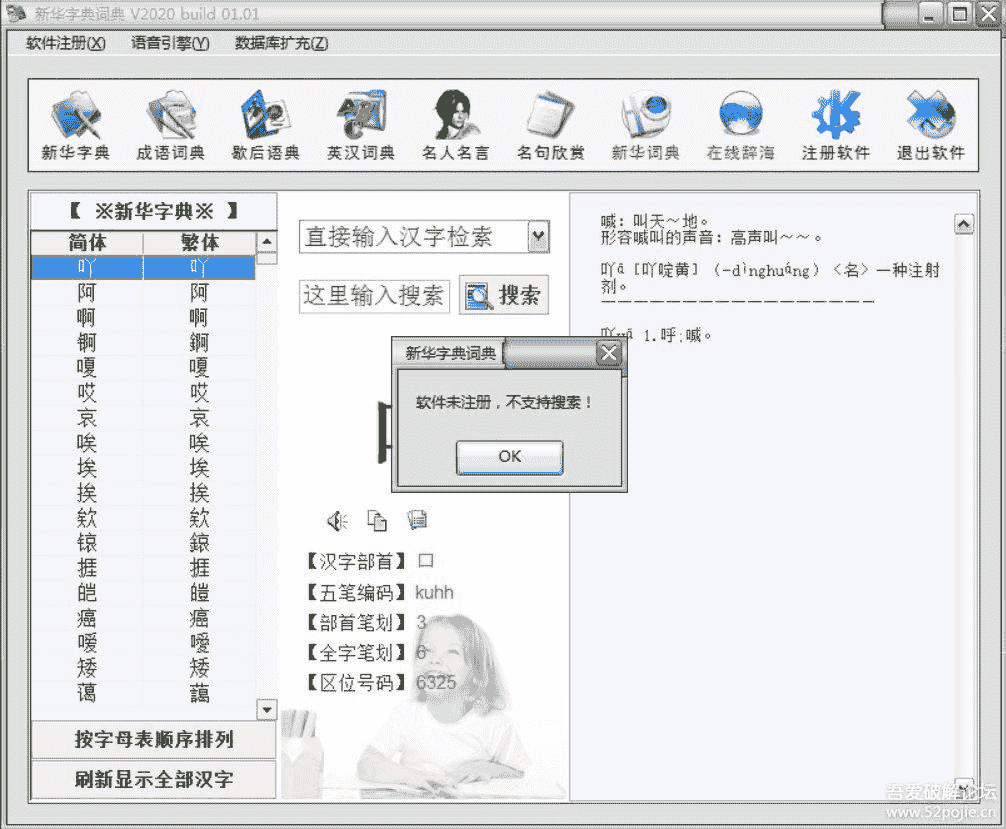 新华字典词典 V2020 build 01.01
软件注册(X) 语音引擎(Y) 数据库扩充(Z)
新华字典 成语词典 歇后语典 英汉词典 名人名言 名句欣赏 新华词典 在线辞海 注册软件 退出软件
【 ※新华字典※ 】
简体 繁体
吖 吖
阿 阿
啊 啊
锕 錒
嘎 嘎
哎 哎
哀 哀
唉 唉
埃 埃
挨 挨
欸 欸
锿 鎄
捱 捱
皑 皚
癌 癌
嗳 噯
矮 矮
蔼 藹
按字母表顺序排列
刷新显示全部汉字
直接输入汉字检索
这里输入搜索 搜索
【汉字部首】 口
【五笔编码】 kuhh
【部首笔划】 3
【全字笔划】 6
【区位号码】 6325
喊：叫天～地。
形容喊叫的声音：高声叫～～。
吖ā [吖啶黄] （-dìnghuáng）〈名〉一种注射
剂。
————————————————
1.呼;喊。
新华字典词典
软件未注册，不支持搜索！
OK
吾爱破解论坛
www.52pojie.cn